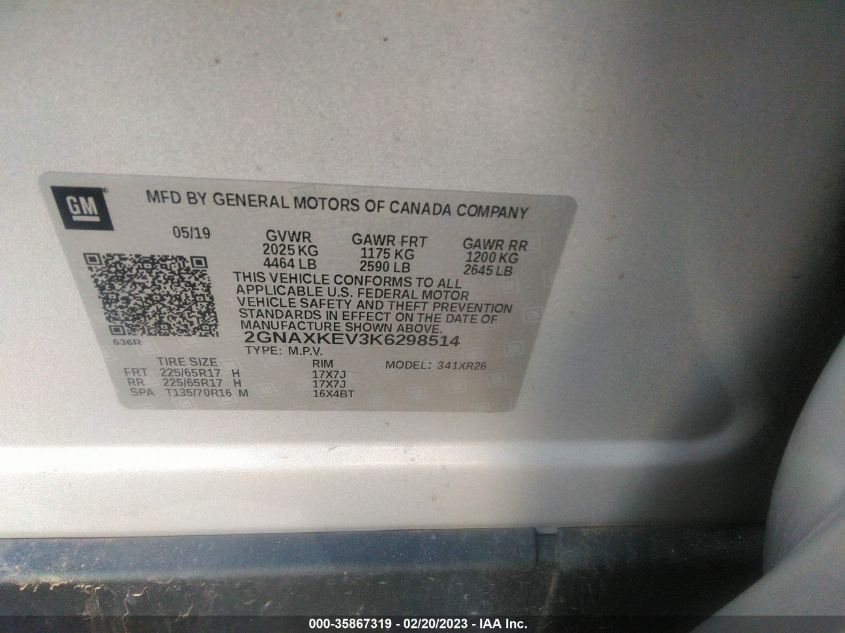 GM
MFD BY GENERAL MOTORS OF CANADA COMPANY
05/19 GVWR GAWR FRT GAWR RR
2025 KG 1175 KG 1200 KG
4464 LB 2590 LB 2645 LB
THIS VEHICLE CONFORMS TO ALL
APPLICABLE U.S. FEDERAL MOTOR
VEHICLE SAFETY AND THEFT PREVENTION
STANDARDS IN EFFECT ON THE DATE OF
MANUFACTURE SHOWN ABOVE.
636R
2GNAXKEV3K6298514
TYPE: M.P.V.
TIRE SIZE RIM MODEL: 341XR26
FRT 225/65R17 H 17X7J
RR 225/65R17 H 17X7J
SPA T135/70R16 M 16X4BT
000-35867319 / 02/20/2023 / IAA Inc.